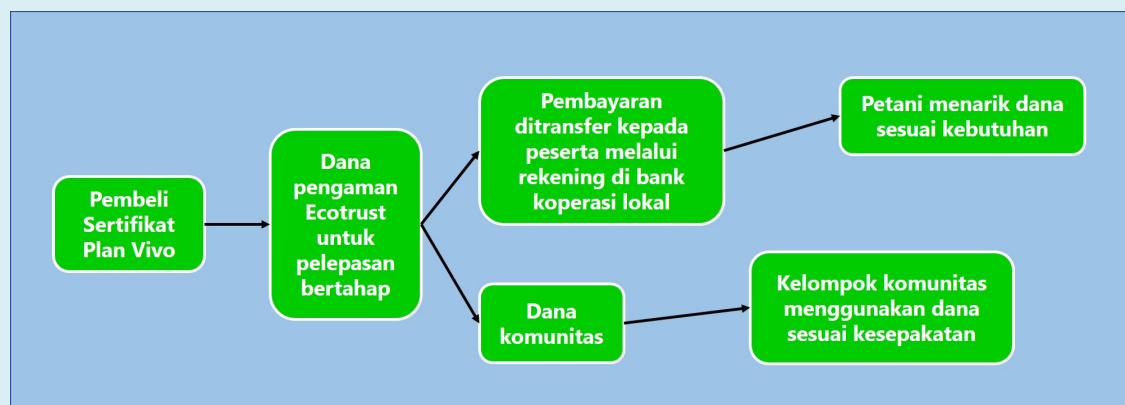 Pembeli
Sertifikat
Plan Vivo
Dana
pengaman
Ecotrust
untuk
pelepasan
bertahap
Pembayaran
ditransfer kepada
peserta melalui
rekening di bank
koperasi lokal
Petani menarik dana
sesuai kebutuhan
Dana
komunitas
Kelompok komunitas
menggunakan dana
sesuai kesepakatan